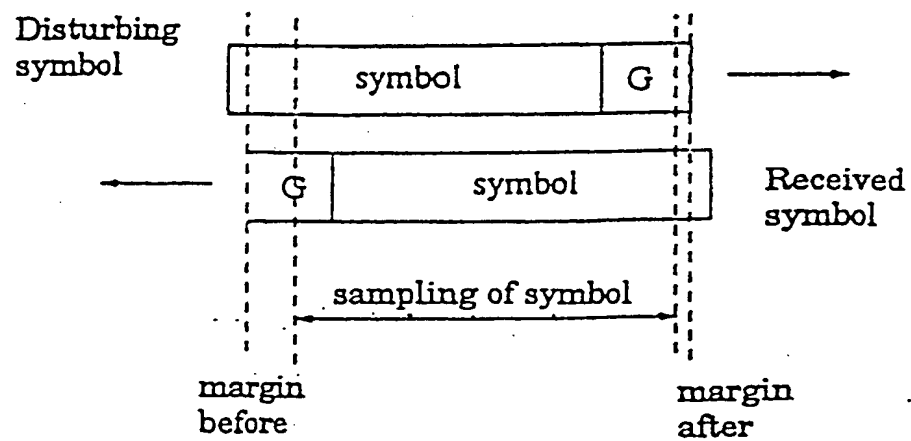 Disturbing
symbol
symbol
G
G
symbol
Received
symbol
sampling of symbol
margin
before
margin
after